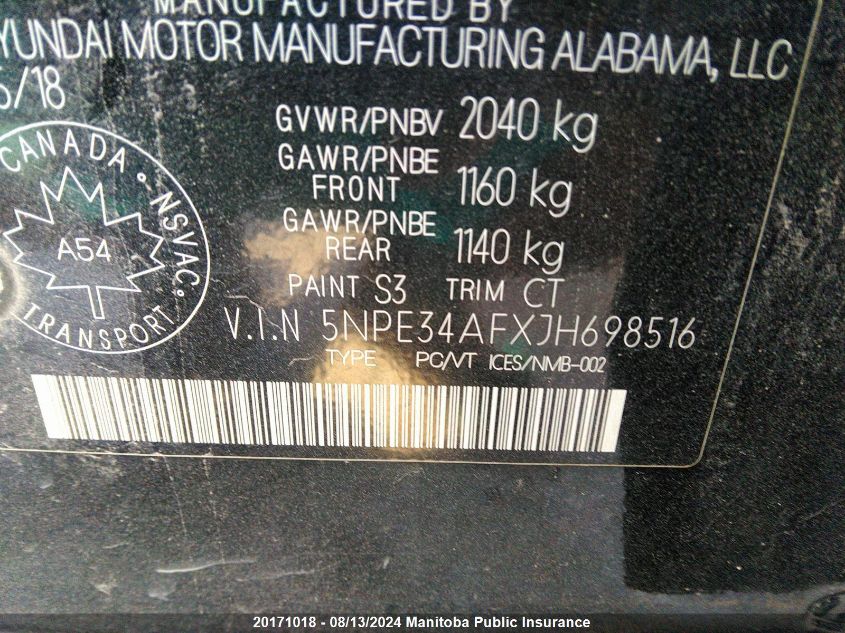 MANUFACTURED BY
YUNDAI MOTOR MANUFACTURING ALABAMA, LLC
/18
GVWR/PNBV 2040 kg
GAWR/PNBE
FRONT 1160 kg
GAWR/PNBE
REAR 1140 kg
PAINT S3 TRIM CT
V.I.N 5NPE34AFXJH698516
TYPE PC/VT ICES/NMB-002
CANADA • NSVAC.
A54
TRANSPORT
20171018 - 08/13/2024 Manitoba Public Insurance